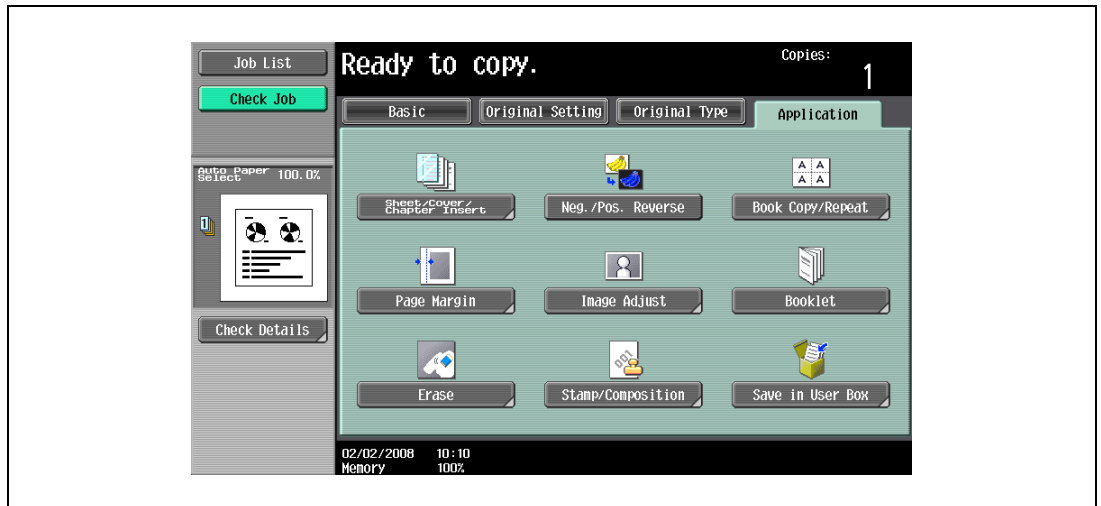 Job List
Check Job
Ready to copy.
Copies:
1
Basic
Original Setting
Original Type
Application
Auto Paper
Select
100.0%
1
Check Details
Sheet/Cover/
Chapter Insert
Neg./Pos. Reverse
A A
A A
Book Copy/Repeat
Page Margin
Image Adjust
Booklet
Erase
001
Stamp/Composition
Save in User Box
02/02/2008 10:10
Memory 100%